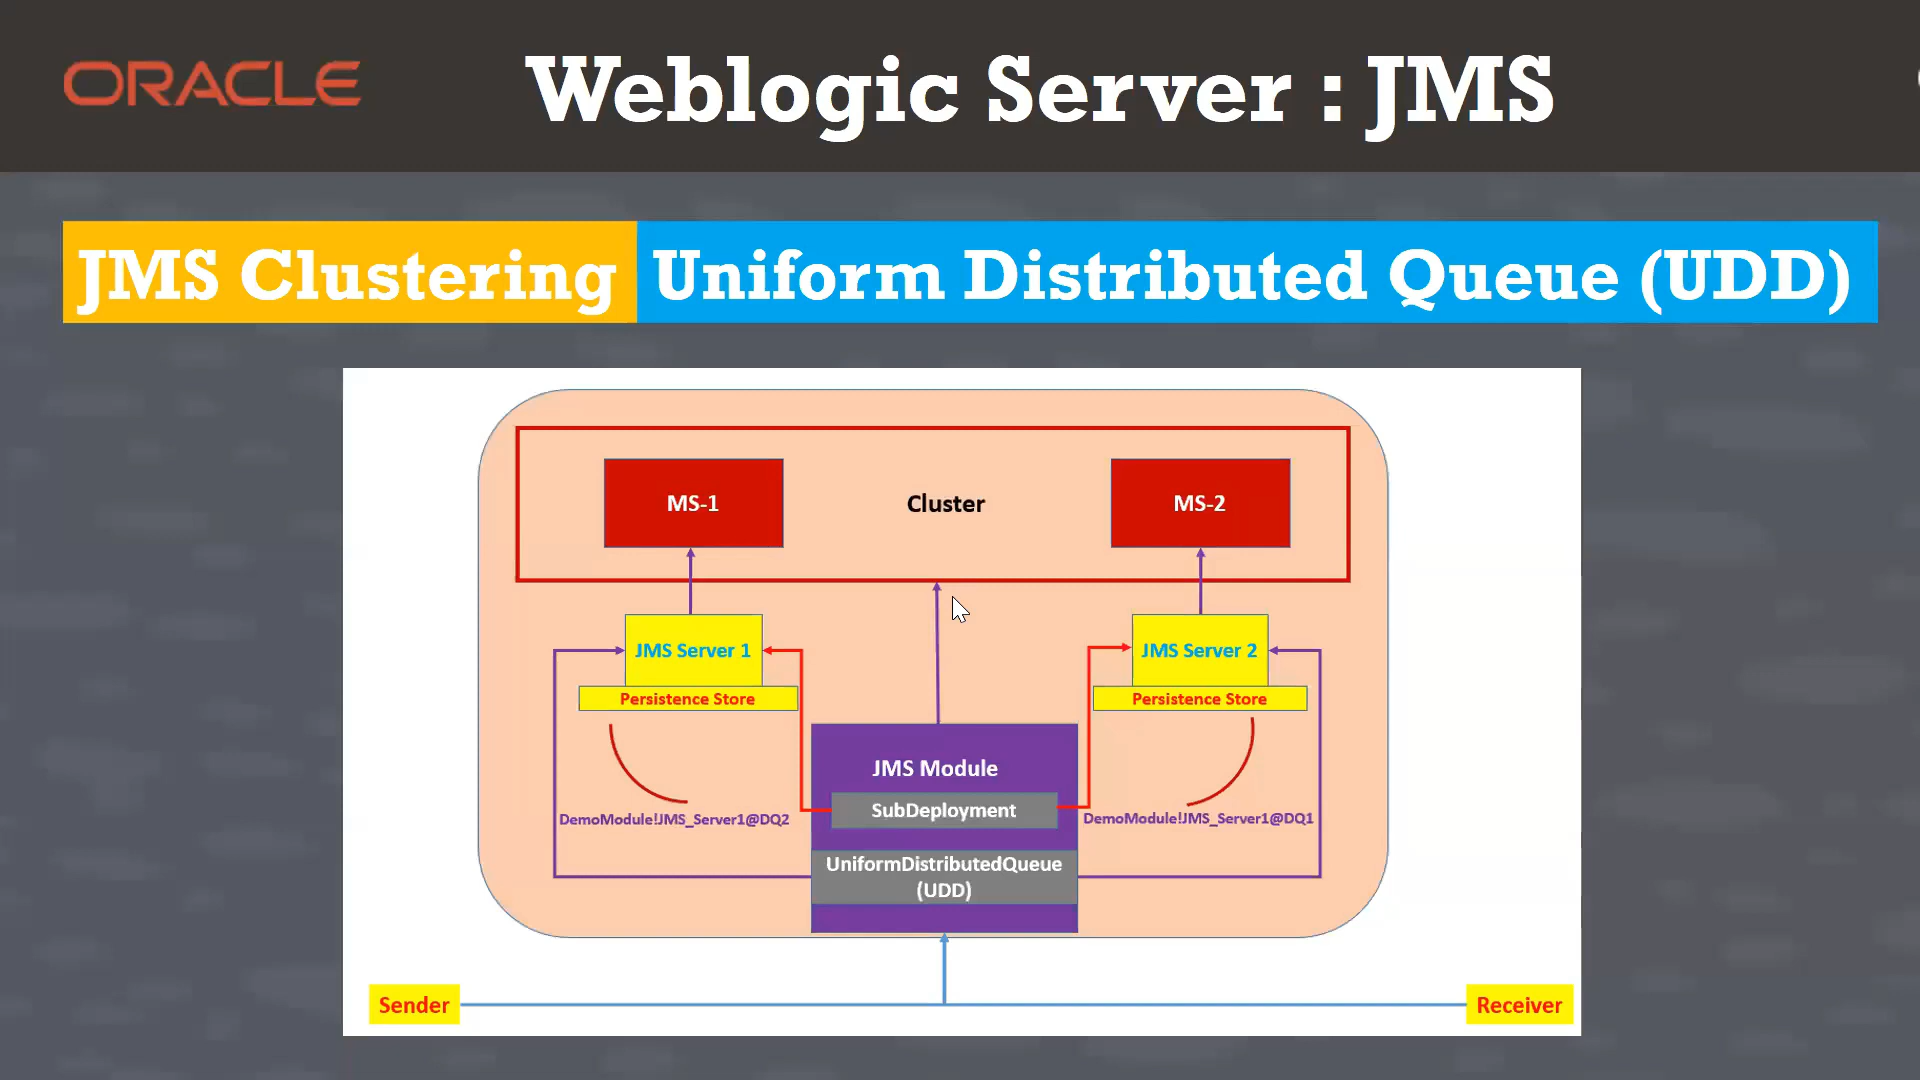 ORACLE
Weblogic Server : JMS
JMS Clustering
Uniform Distributed Queue (UDD)
MS-1
Cluster
MS-2
JMS Server 1
JMS Server 2
Persistence Store
Persistence Store
JMS Module
SubDeployment
DemoModule!JMS_Server1@DQ2
DemoModule!JMS_Server1@DQ1
UniformDistributedQueue
(UDD)
Sender
Receiver